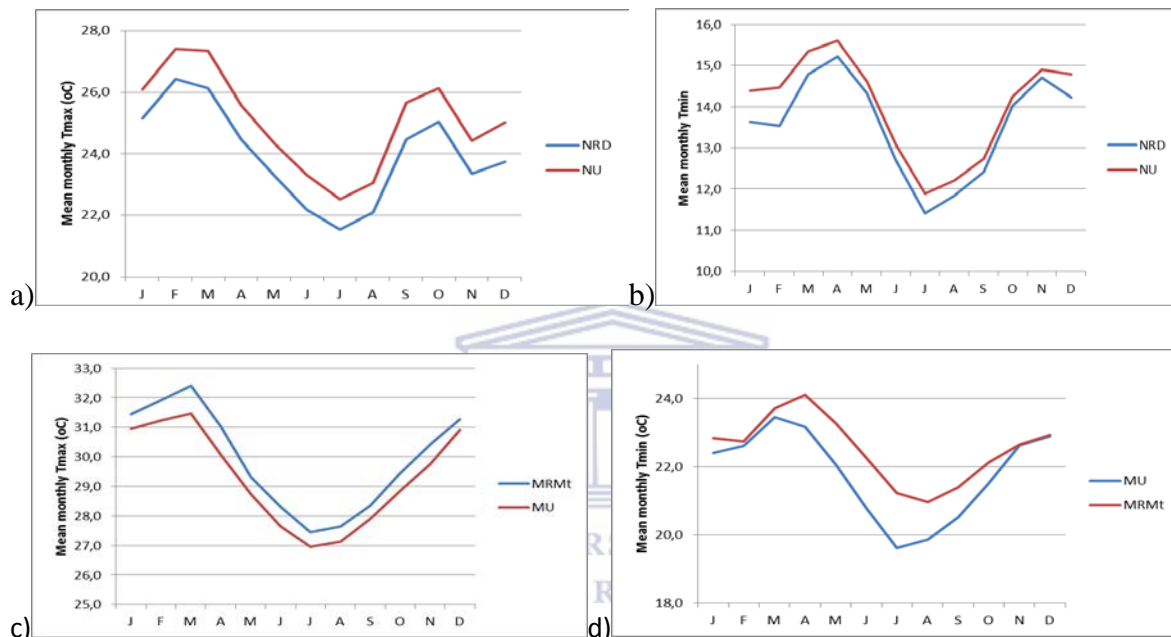 a)
Mean monthly Tmax (oC)
28,0
26,0
24,0
22,0
20,0
J F M A M J J A S O N D
NRD
NU
b)
Mean monthly Tmin
16,0
15,0
14,0
13,0
12,0
11,0
10,0
J F M A M J J A S O N D
NRD
NU
c)
Mean monthly Tmax (oC)
33,0
32,0
31,0
30,0
29,0
28,0
27,0
26,0
25,0
J F M A M J J A S O N D
MRMt
MU
d)
Mean monthly Tmin (oC)
24,0
22,0
20,0
18,0
J F M A M J J A S O N D
MU
MRMt